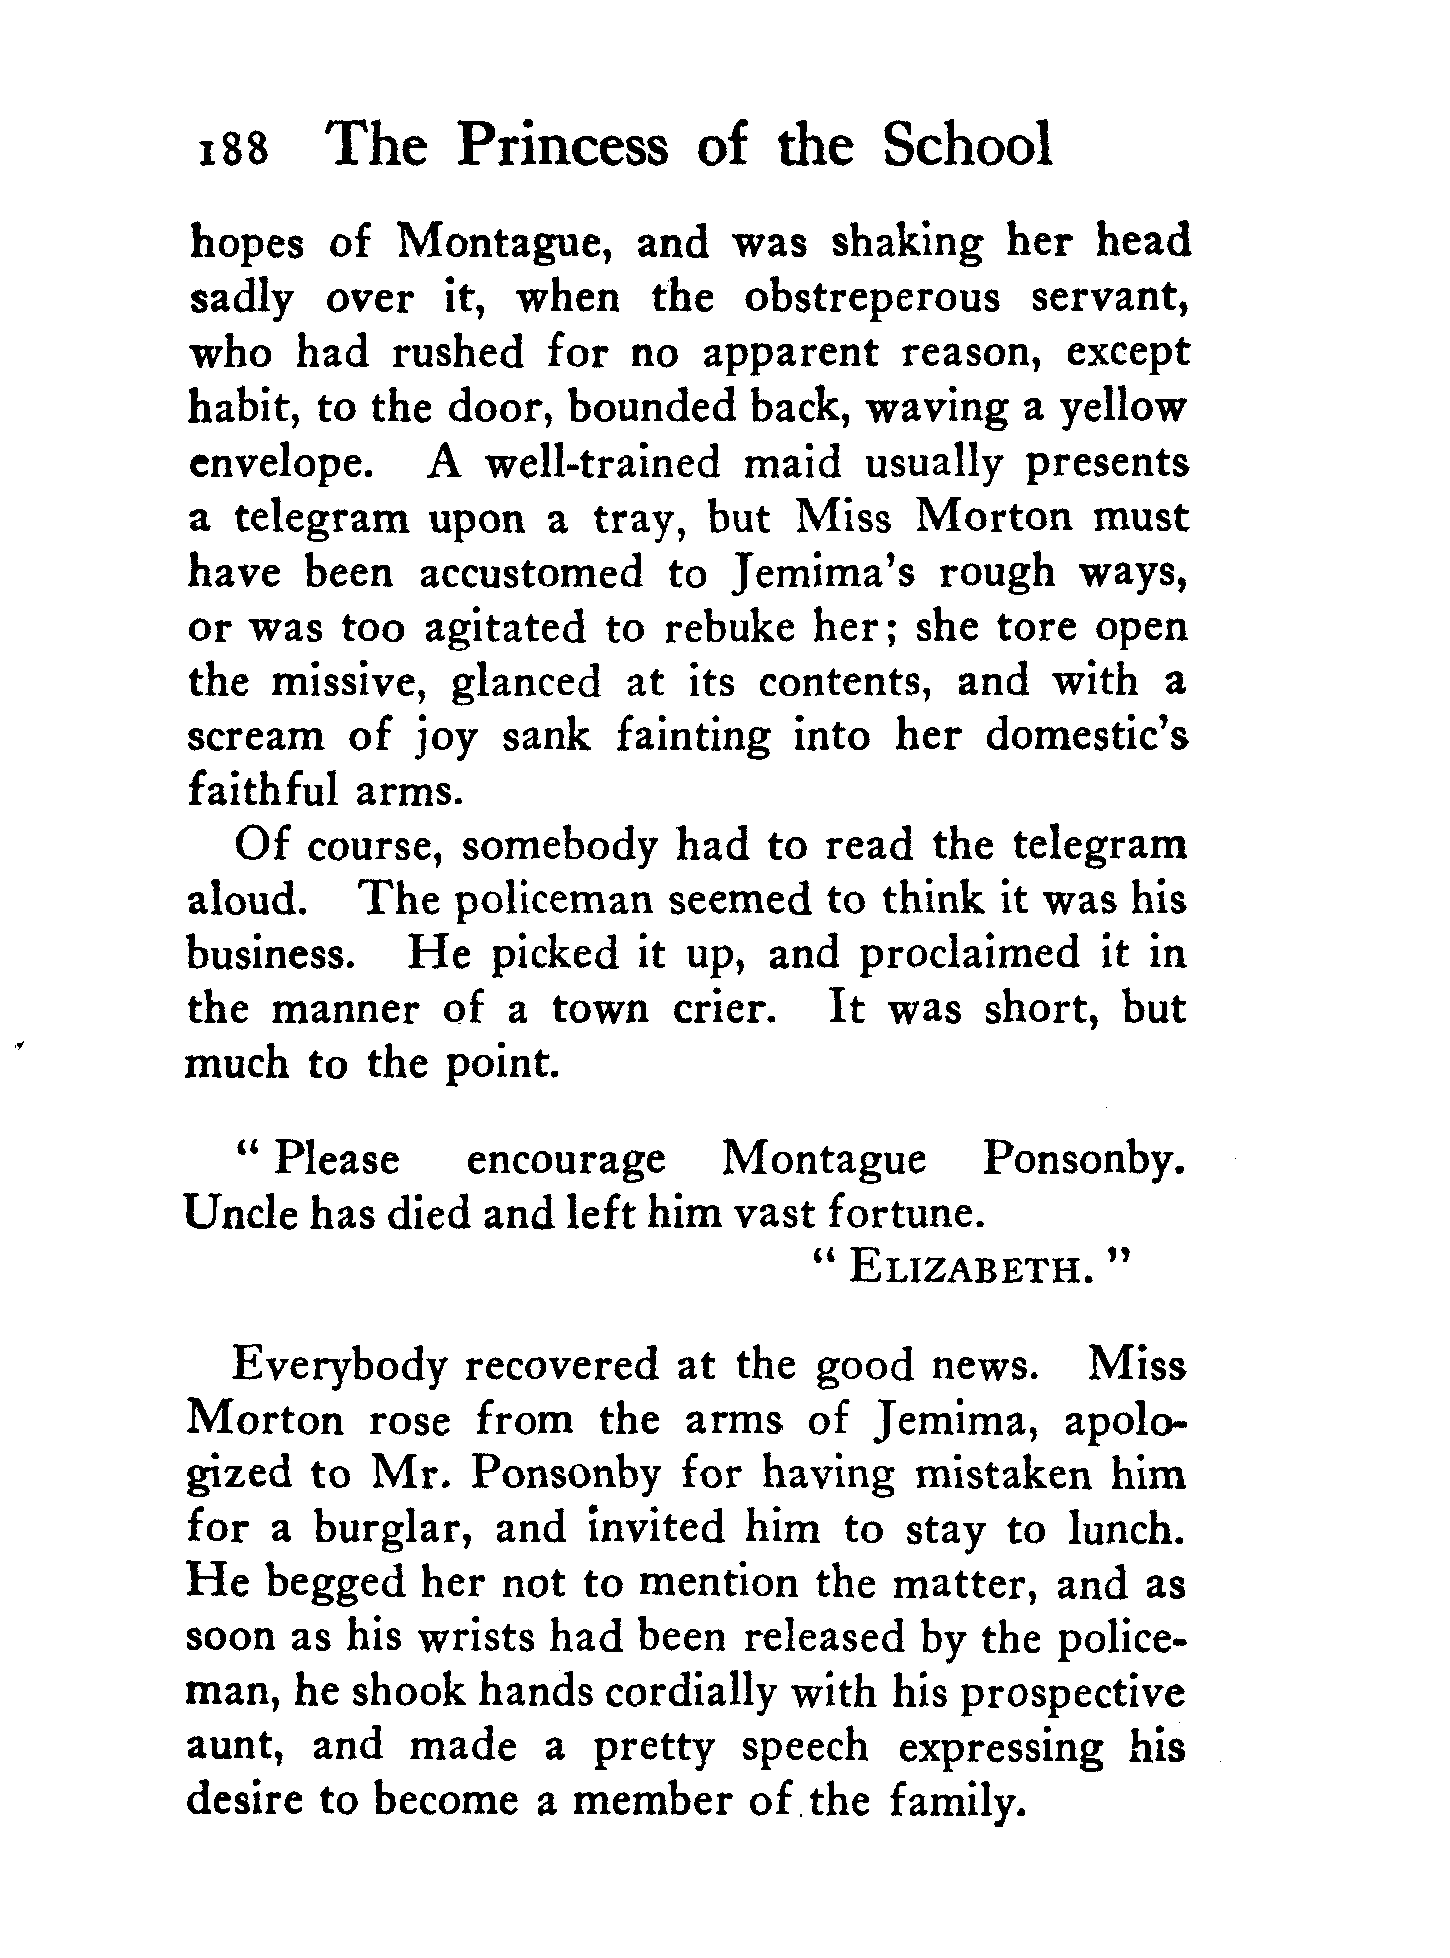 188 The Princess of the School
hopes of Montague, and was shaking her head
sadly over it, when the obstreperous servant,
who had rushed for no apparent reason, except
habit, to the door, bounded back, waving a yellow
envelope. A well-trained maid usually presents
a telegram upon a tray, but Miss Morton must
have been accustomed to Jemima's rough ways,
or was too agitated to rebuke her; she tore open
the missive, glanced at its contents, and with a
scream of joy sank fainting into her domestic's
faithful arms.
Of course, somebody had to read the telegram
aloud. The policeman seemed to think it was his
business. He picked it up, and proclaimed it in
the manner of a town crier. It was short, but
much to the point.
“ Please encourage Montague Ponsonby.
Uncle has died and left him vast fortune.
“ ELIZABETH. ”
Everybody recovered at the good news. Miss
Morton rose from the arms of Jemima, apolo-
gized to Mr. Ponsonby for having mistaken him
for a burglar, and invited him to stay to lunch.
He begged her not to mention the matter, and as
soon as his wrists had been released by the police-
man, he shook hands cordially with his prospective
aunt, and made a pretty speech expressing his
desire to become a member of the family.